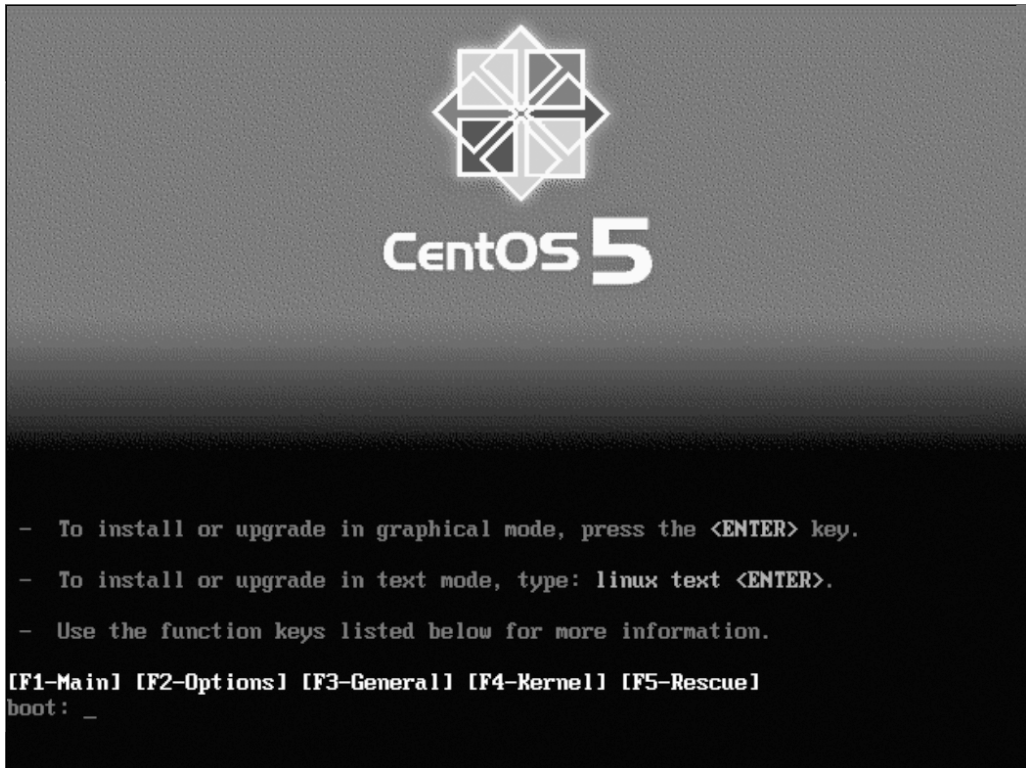 CentOS 5
- To install or upgrade in graphical mode, press the <ENTER> key.
- To install or upgrade in text mode, type: linux text <ENTER>.
- Use the function keys listed below for more information.
[F1-Main] [F2-Options] [F3-General] [F4-Kernel] [F5-Rescue]
boot: _